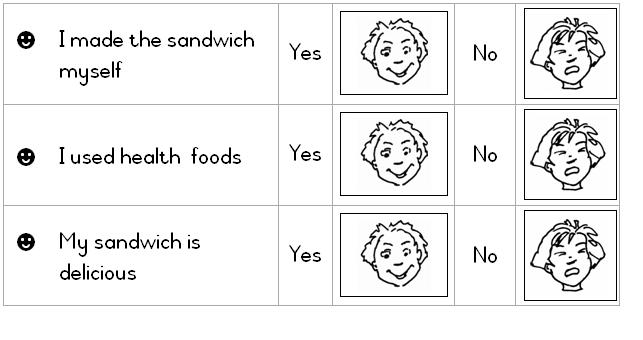 I made the sandwich
myself
Yes
No
I used health foods
Yes
No
My sandwich is
delicious
Yes
No